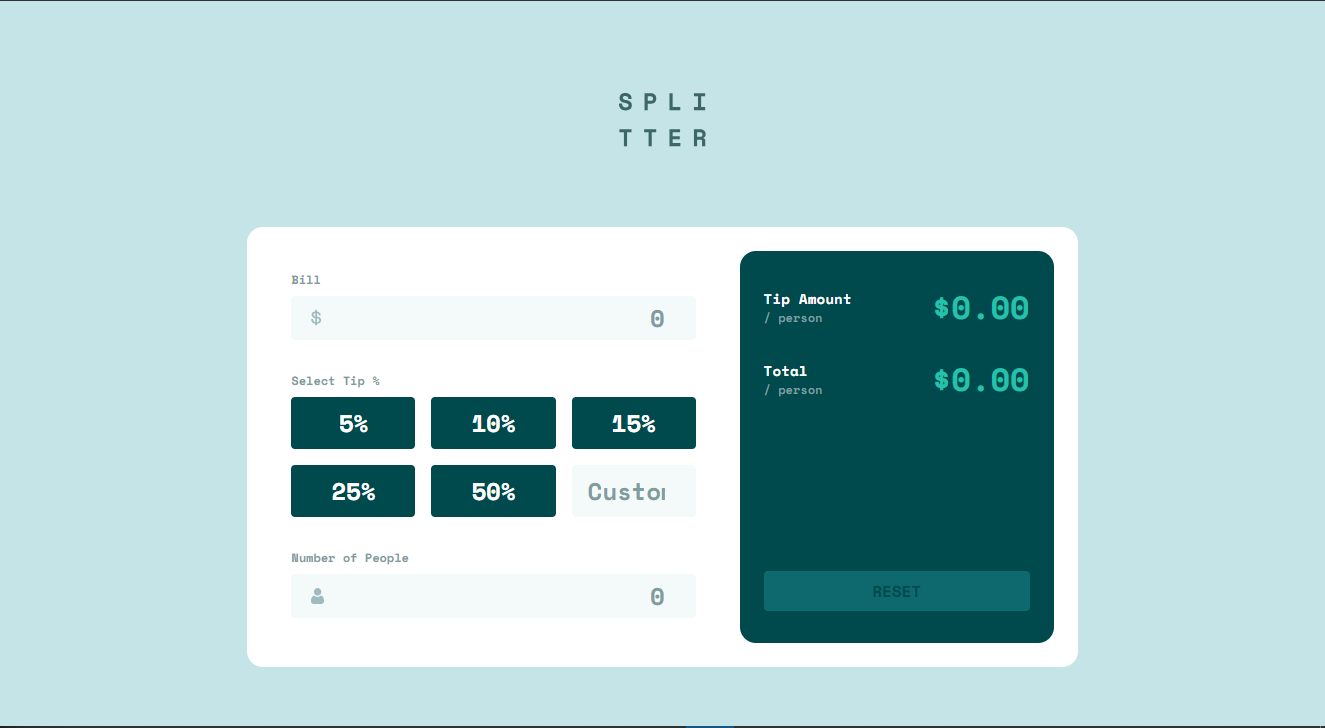 SPLI
TTER
Bill
$ 0
Select Tip %
5% 10% 15%
25% 50% Custo
Number of People
0
Tip Amount
/ person
$0.00
Total
/ person
$0.00
RESET